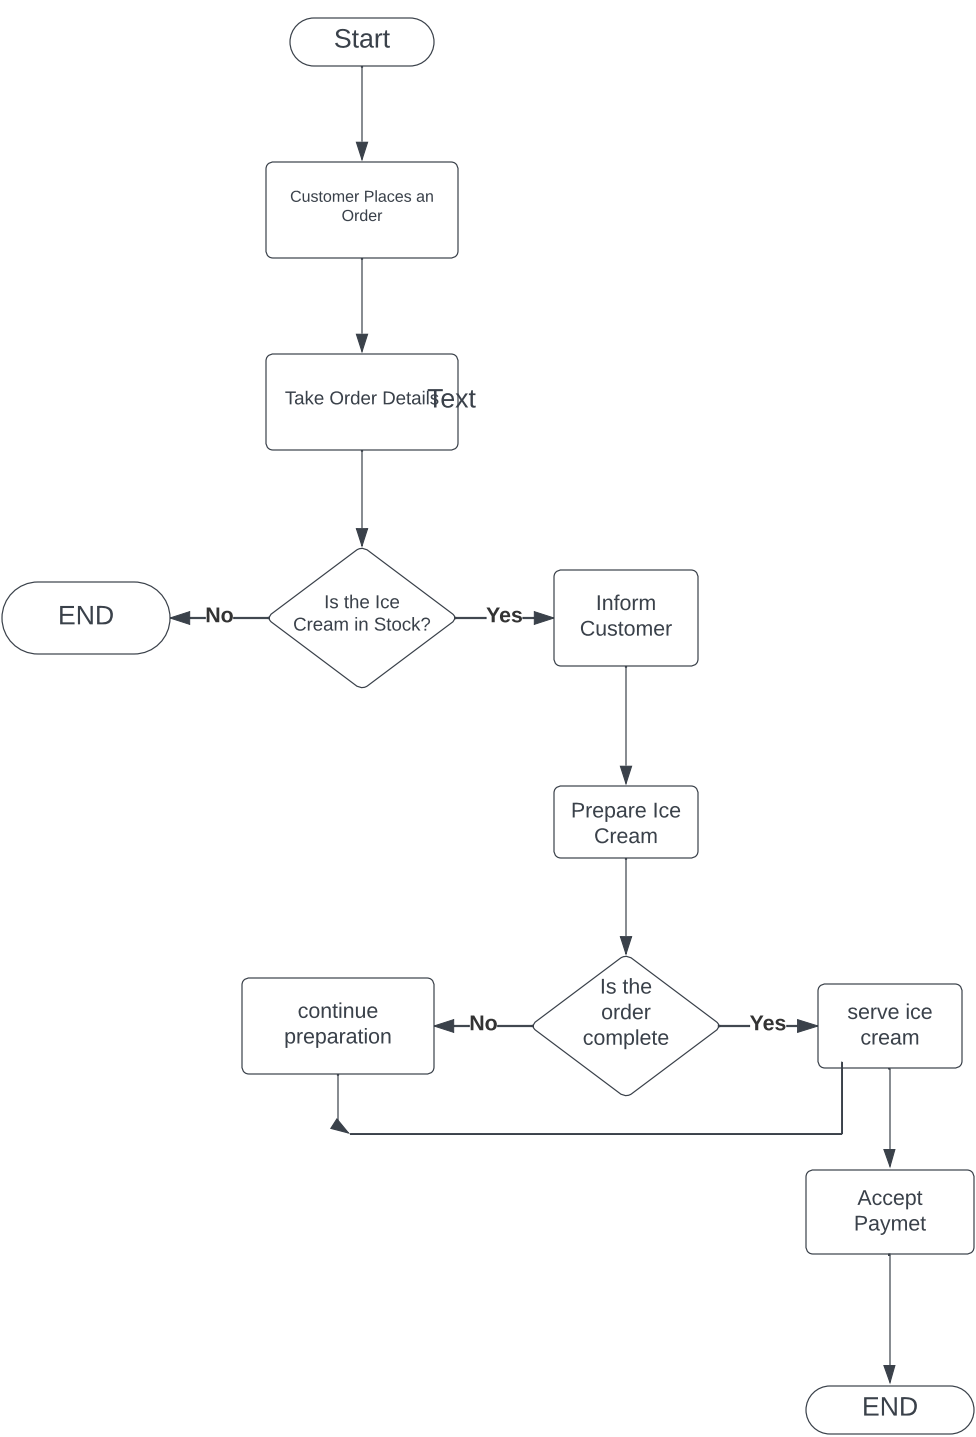 Start
Customer Places an
Order
Take Order Details
Text
Is the Ice
Cream in Stock?
No
END
Yes
Inform
Customer
Prepare Ice
Cream
Is the
order
complete
No
continue
preparation
Yes
serve ice
cream
Accept
Paymet
END